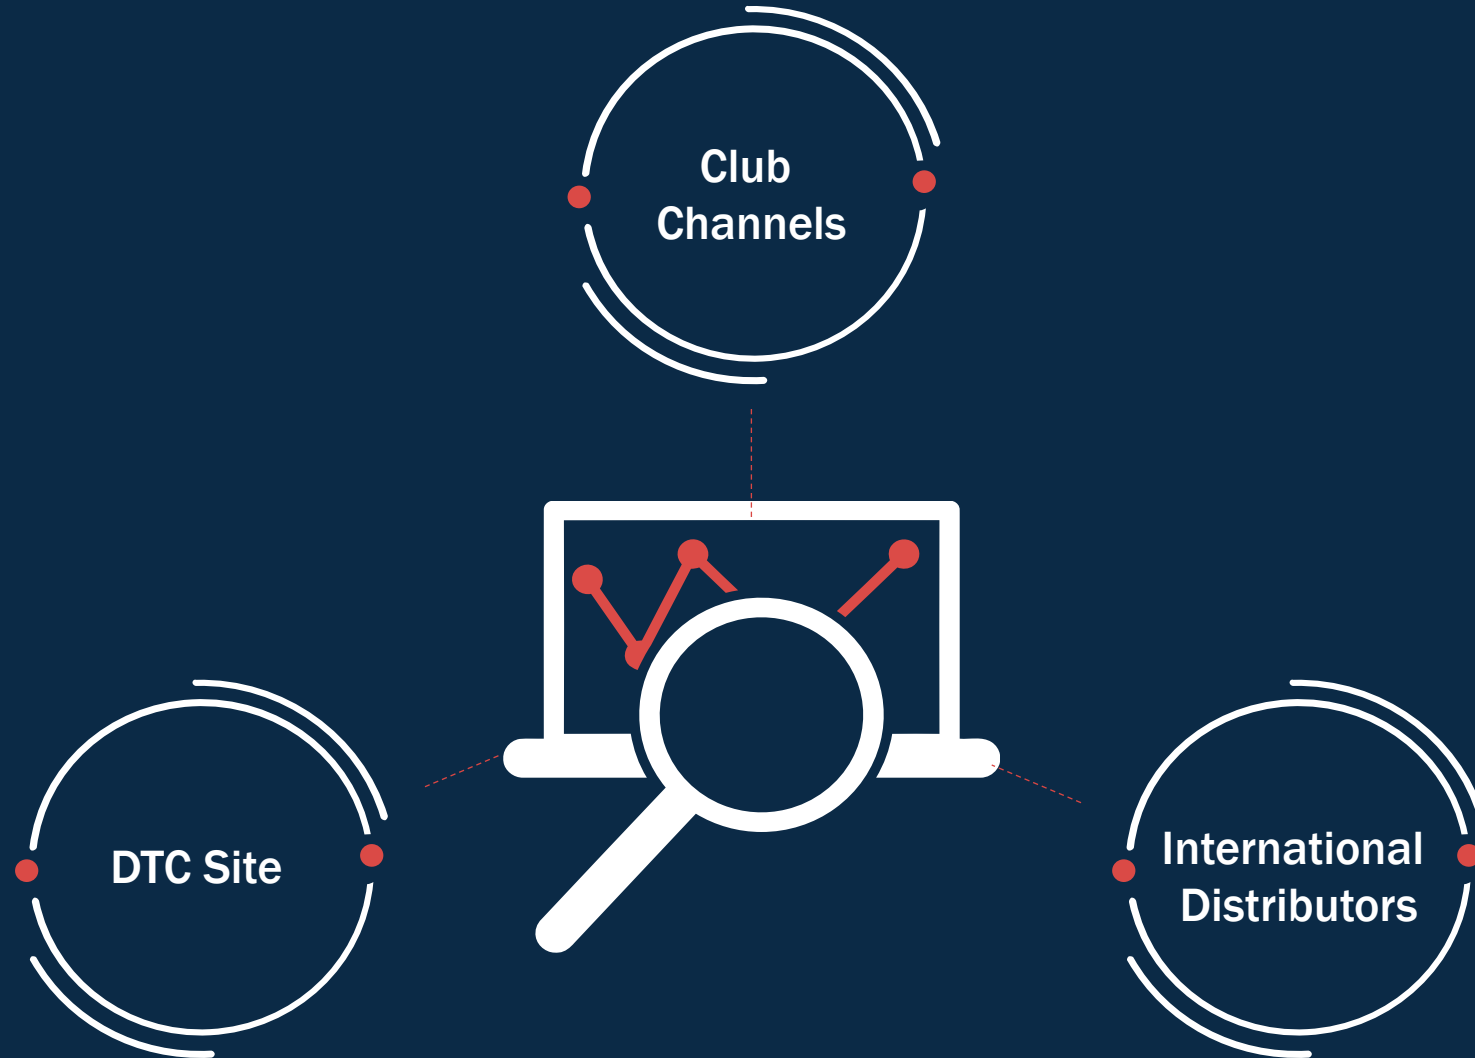 Club
Channels
DTC Site
International
Distributors